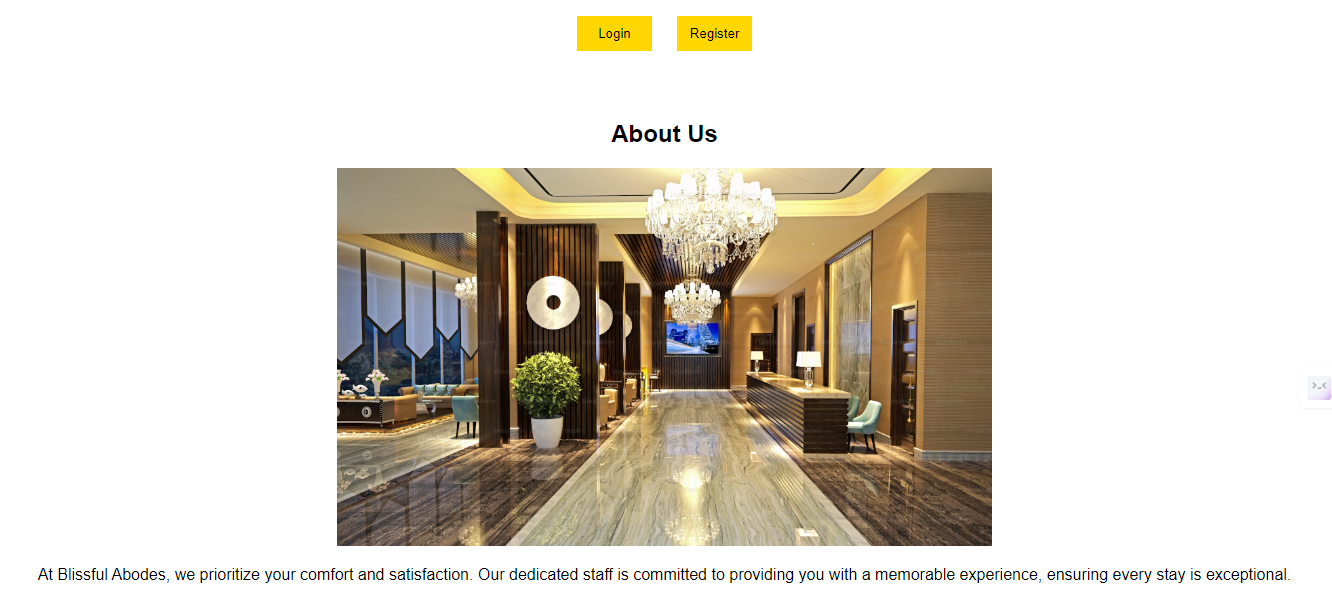 Login
Register
About Us
At Blissful Abodes, we prioritize your comfort and satisfaction. Our dedicated staff is committed to providing you with a memorable experience, ensuring every stay is exceptional.